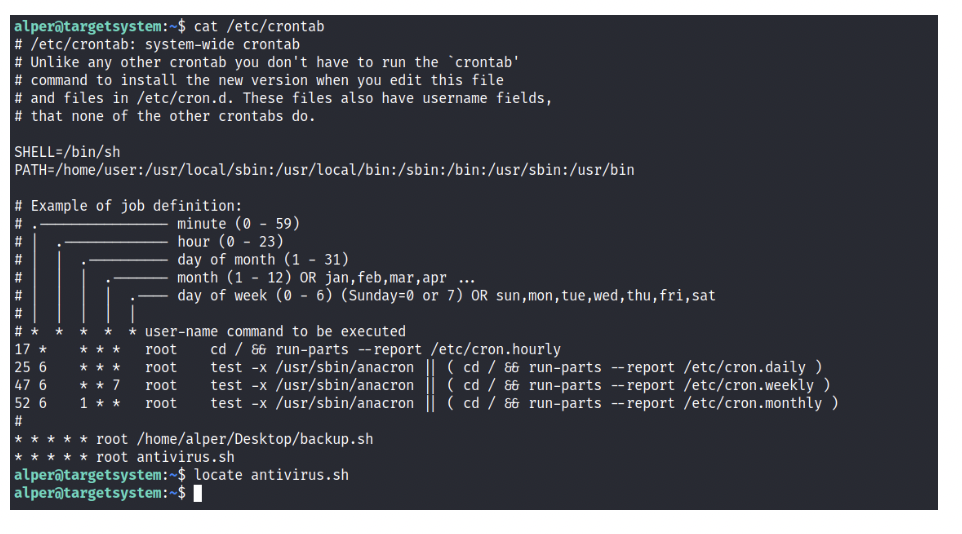 alper@targetsystem:~$ cat /etc/crontab
# /etc/crontab: system-wide crontab
# Unlike any other crontab you don't have to run the `crontab'
# command to install the new version when you edit this file
# and files in /etc/cron.d. These files also have username fields,
# that none of the other crontabs do.

SHELL=/bin/sh
PATH=/home/user:/usr/local/sbin:/usr/local/bin:/sbin:/bin:/usr/sbin:/usr/bin

# Example of job definition:
# .---------------- minute (0 - 59)
# |  .------------- hour (0 - 23)
# |  |  .---------- day of month (1 - 31)
# |  |  |  .------- month (1 - 12) OR jan,feb,mar,apr ...
# |  |  |  |  .---- day of week (0 - 6) (Sunday=0 or 7) OR sun,mon,tue,wed,thu,fri,sat
# |  |  |  |  |
# *  *  *  *  * user-name command to be executed
17 *    * * *   root    cd / && run-parts --report /etc/cron.hourly
25 6    * * *   root    test -x /usr/sbin/anacron || ( cd / && run-parts --report /etc/cron.daily )
47 6    * * 7   root    test -x /usr/sbin/anacron || ( cd / && run-parts --report /etc/cron.weekly )
52 6    1 * *   root    test -x /usr/sbin/anacron || ( cd / && run-parts --report /etc/cron.monthly )
#
* * * * * root /home/alper/Desktop/backup.sh
* * * * * root antivirus.sh
alper@targetsystem:~$ locate antivirus.sh
alper@targetsystem:~$